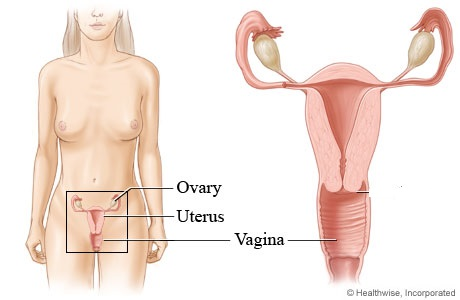 Ovary
Uterus
Vagina
© Healthwise, Incorporated